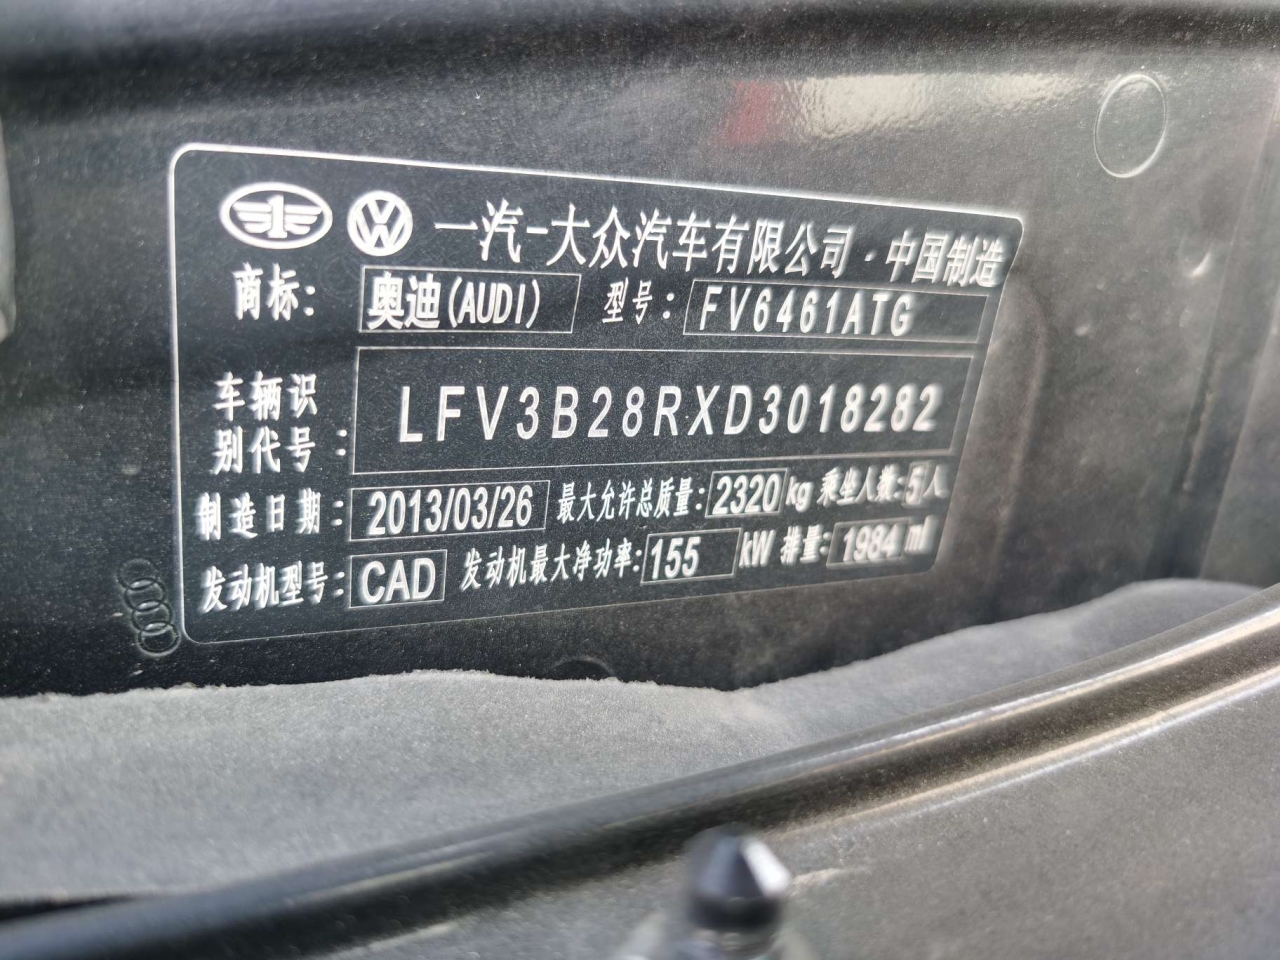 一汽-大众汽车有限公司·中国制造
商标: 奥迪(AUDI) 型号: FV6461ATG
车辆识别代号: LFV3B28RXD3018282
制造日期: 2013/03/26 最大允许总质量: 2320 kg 乘坐人数: 5人
发动机型号: CAD 发动机最大净功率: 155 kW 排量: 1984 ml